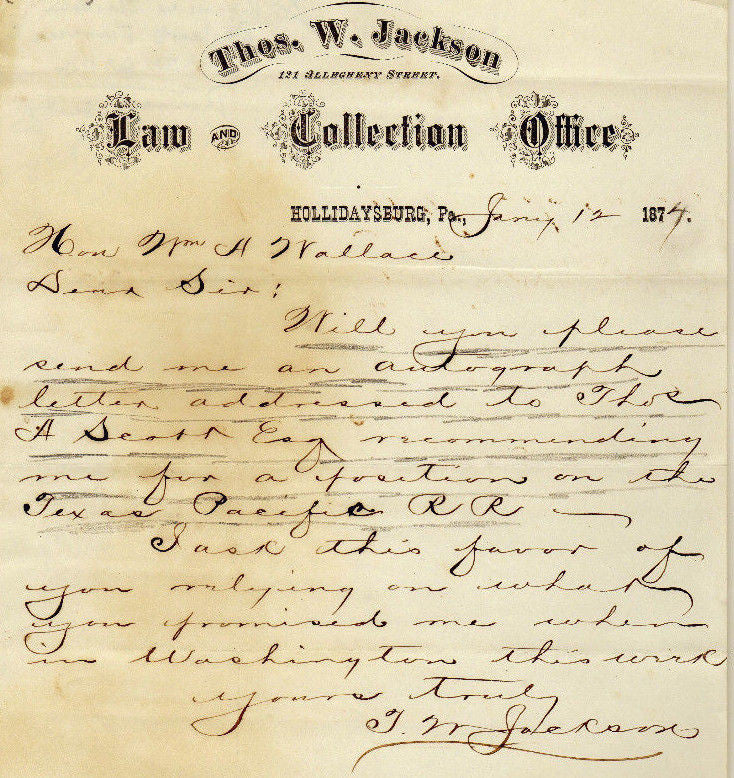 Thos. W. Jackson
121 ALLEGHENY STREET.
Law AND Collection Office
HOLLIDAYSBURG, Pa., Jany 12 1874.
Hon Wm A Wallace
Dear Sir:
Will you please
send me an autograph
letter addressed to Thos
A Scott Esq recommending
me for a position on the
Texas Pacific R R —
I ask this favor of
you relying on what
you promised me when
in Washington this week
yours truly
T. W Jackson